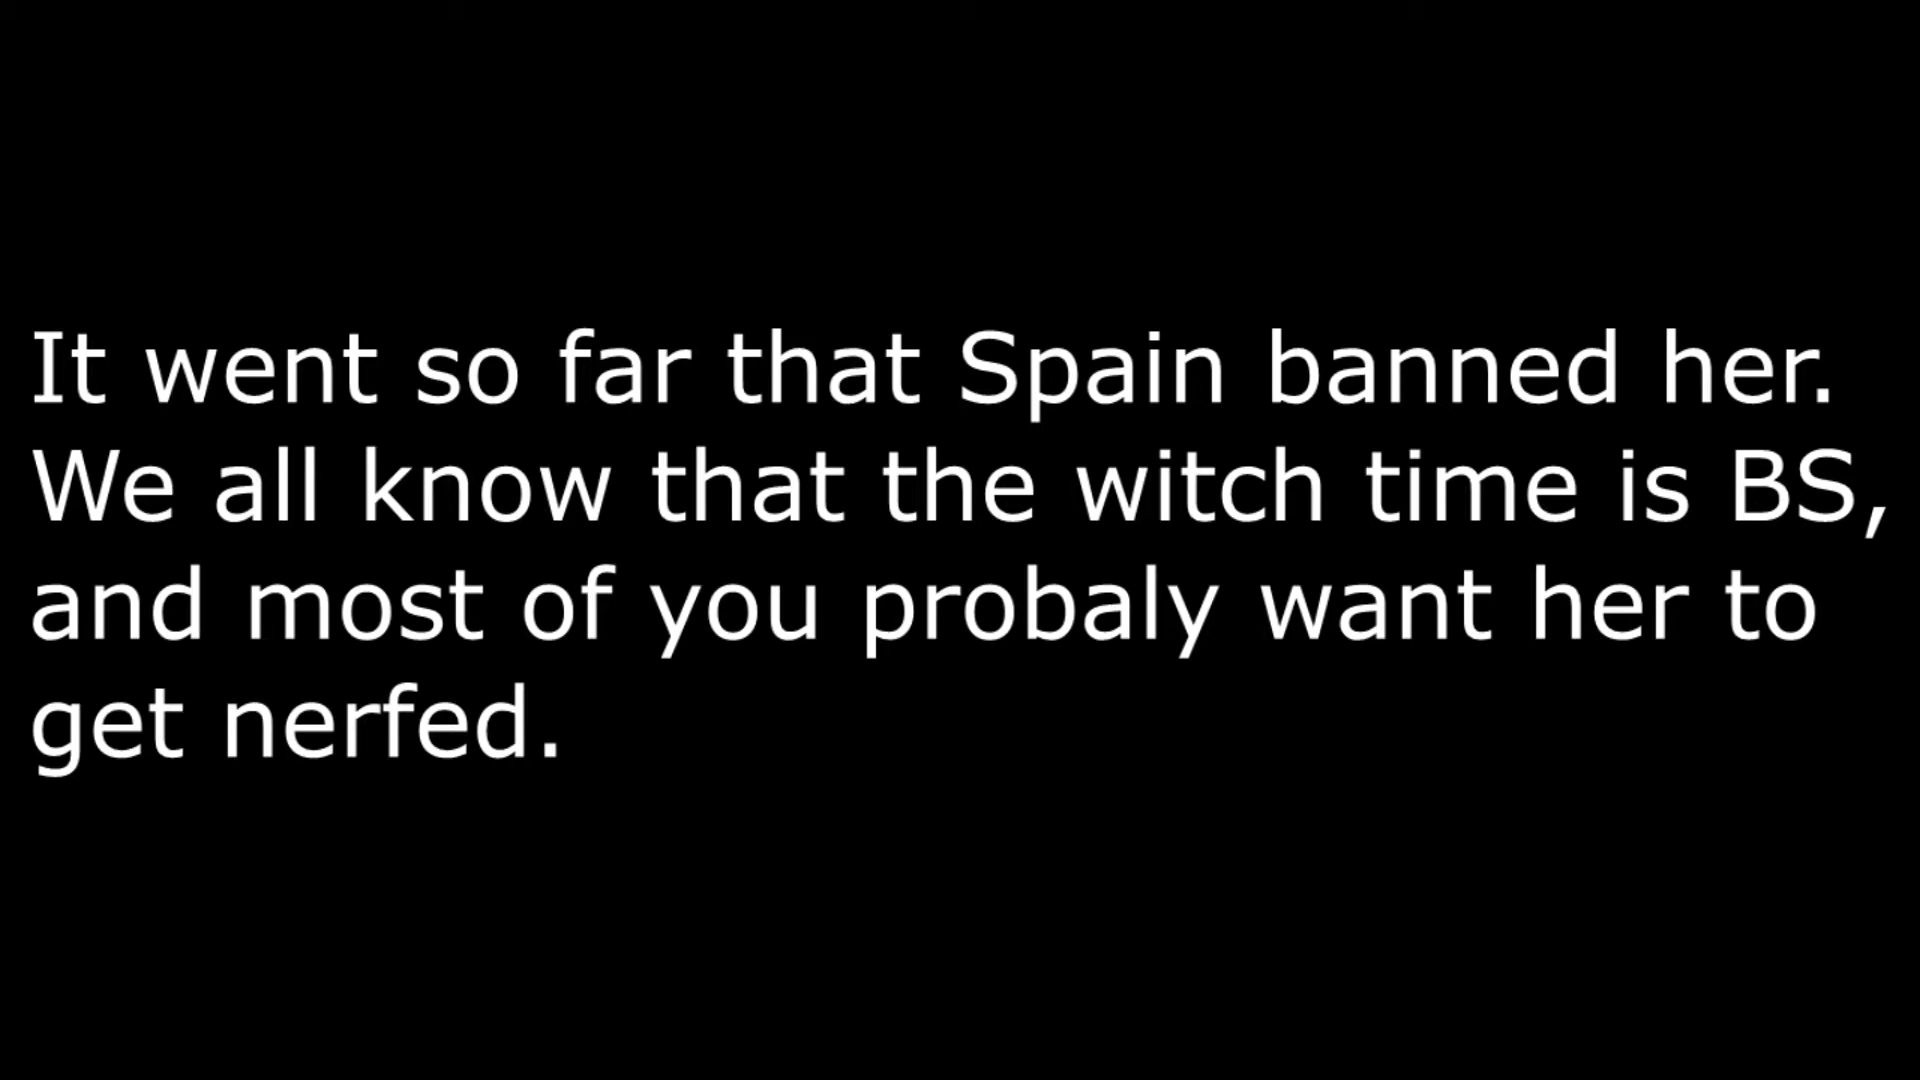 It went so far that Spain banned her.
We all know that the witch time is BS,
and most of you probaly want her to
get nerfed.